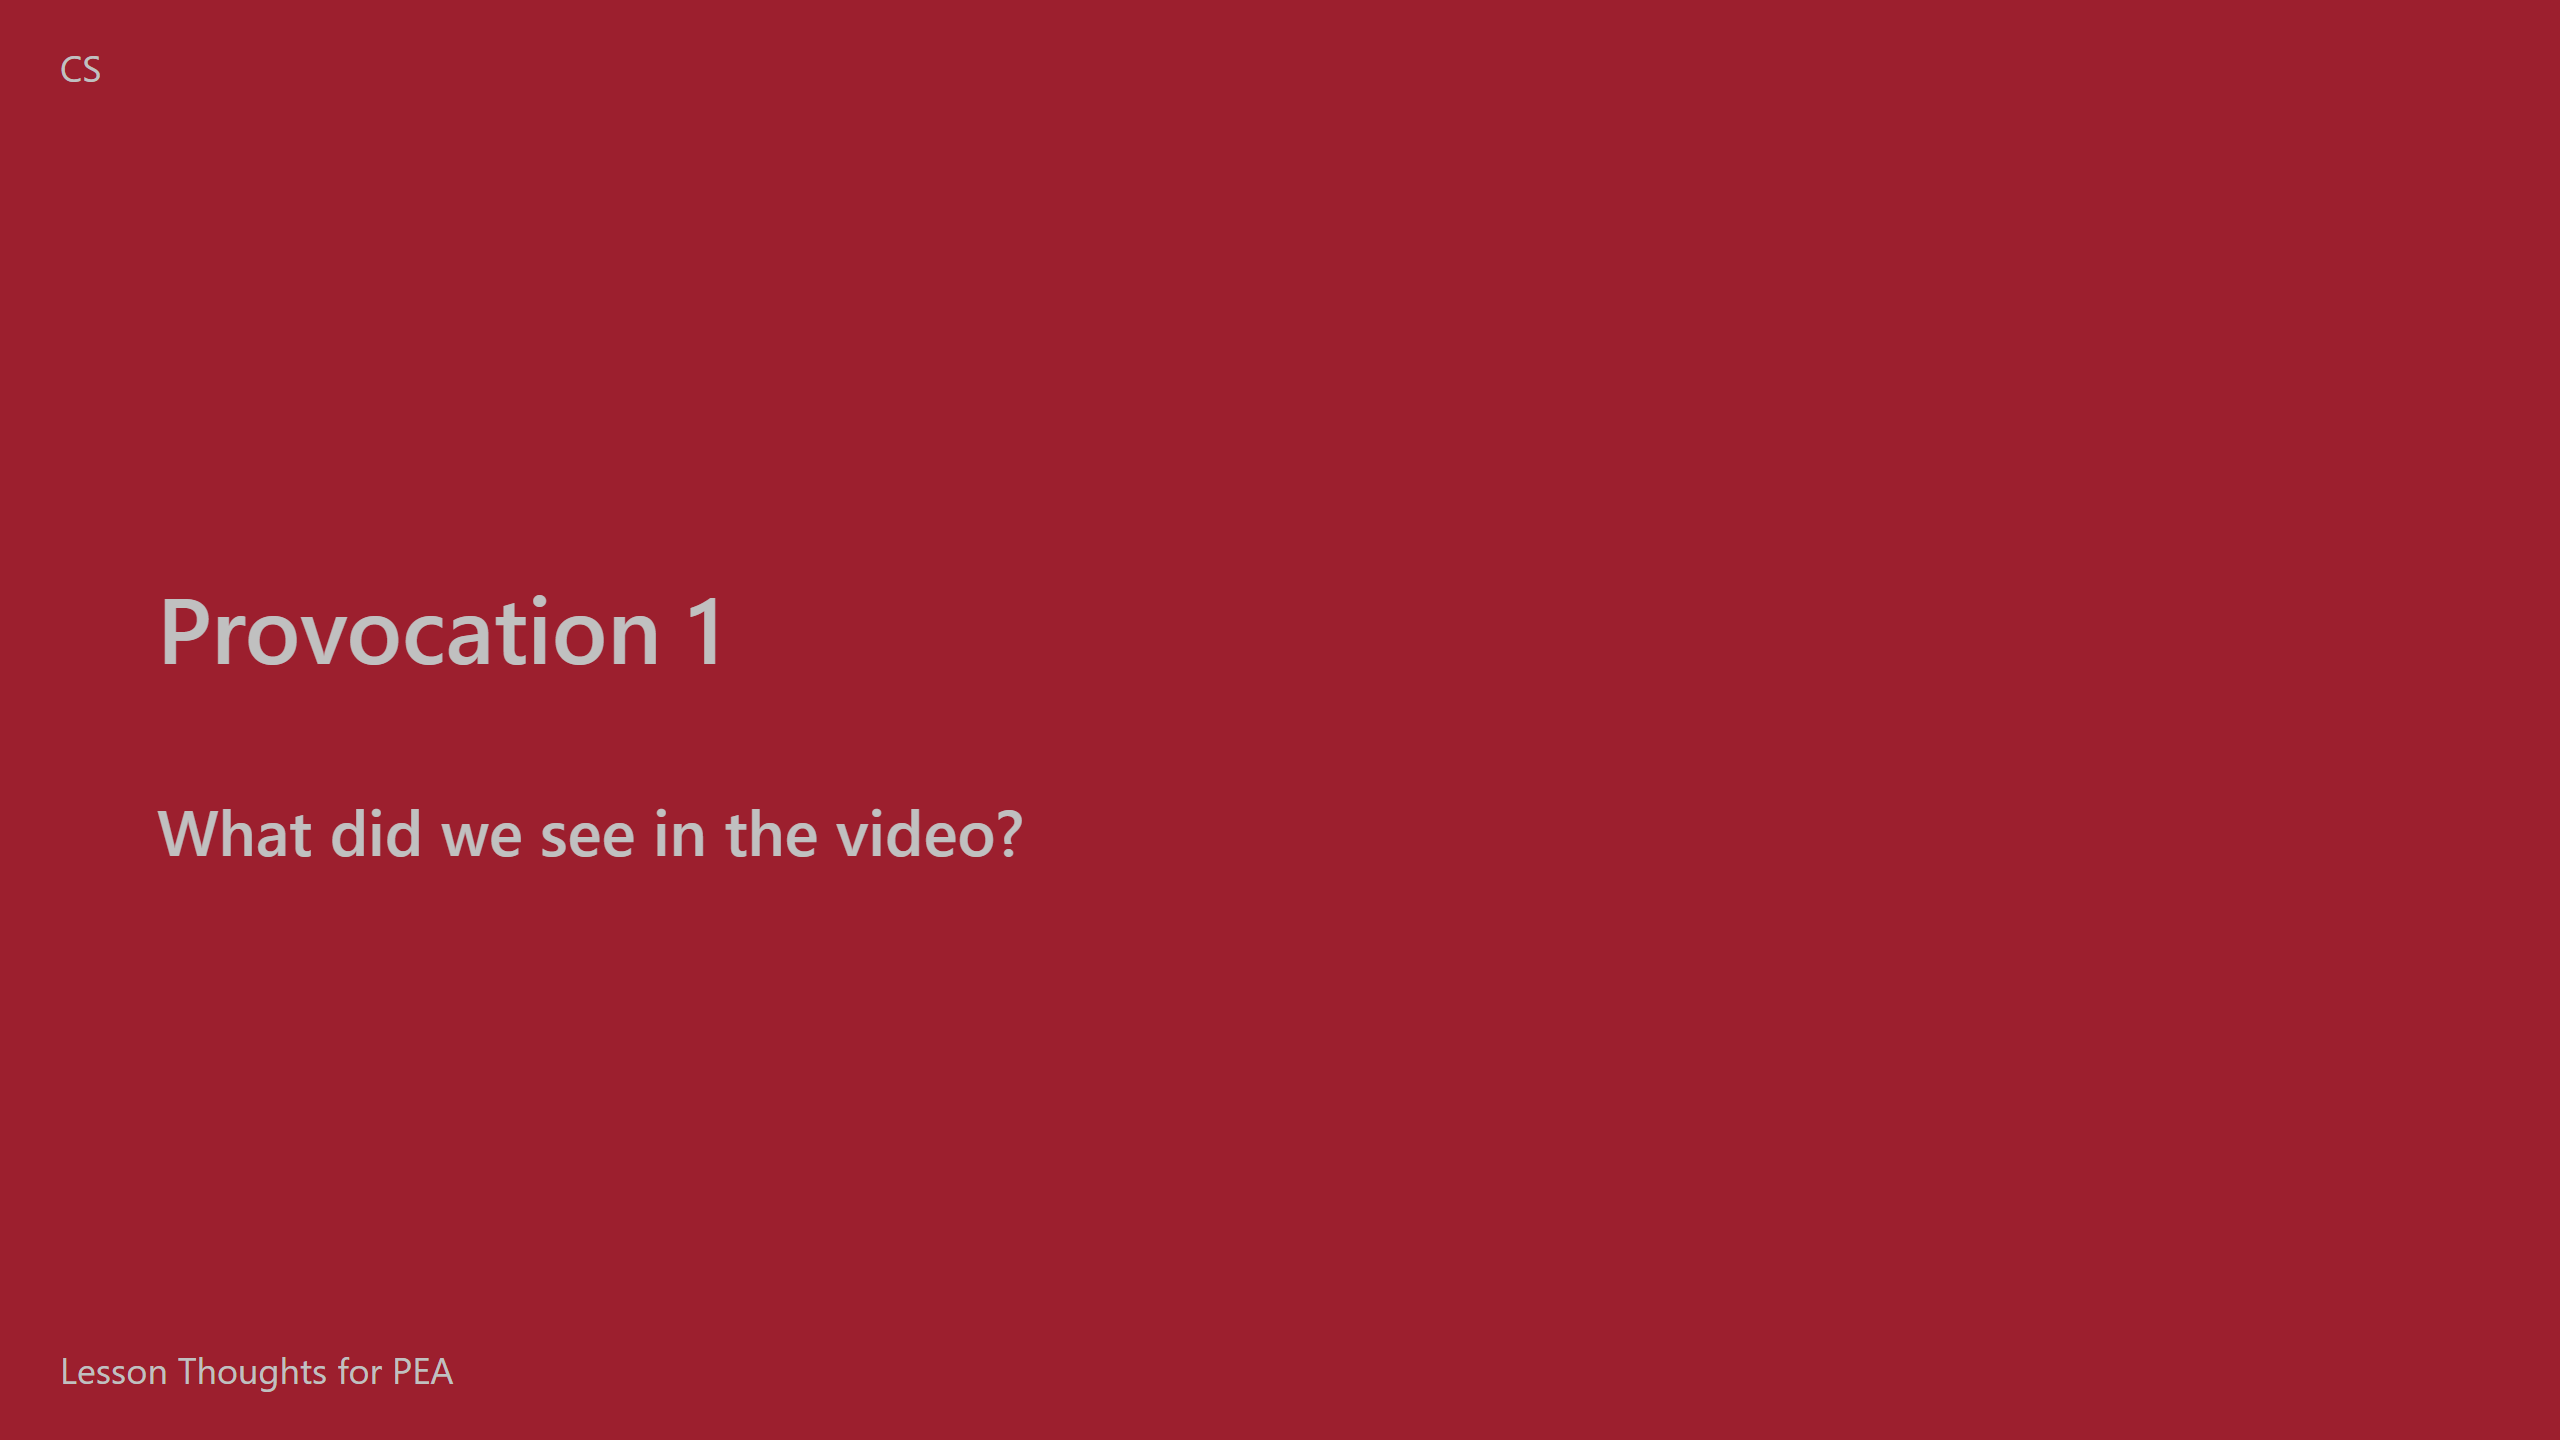 CS
Provocation 1
What did we see in the video?
Lesson Thoughts for PEA